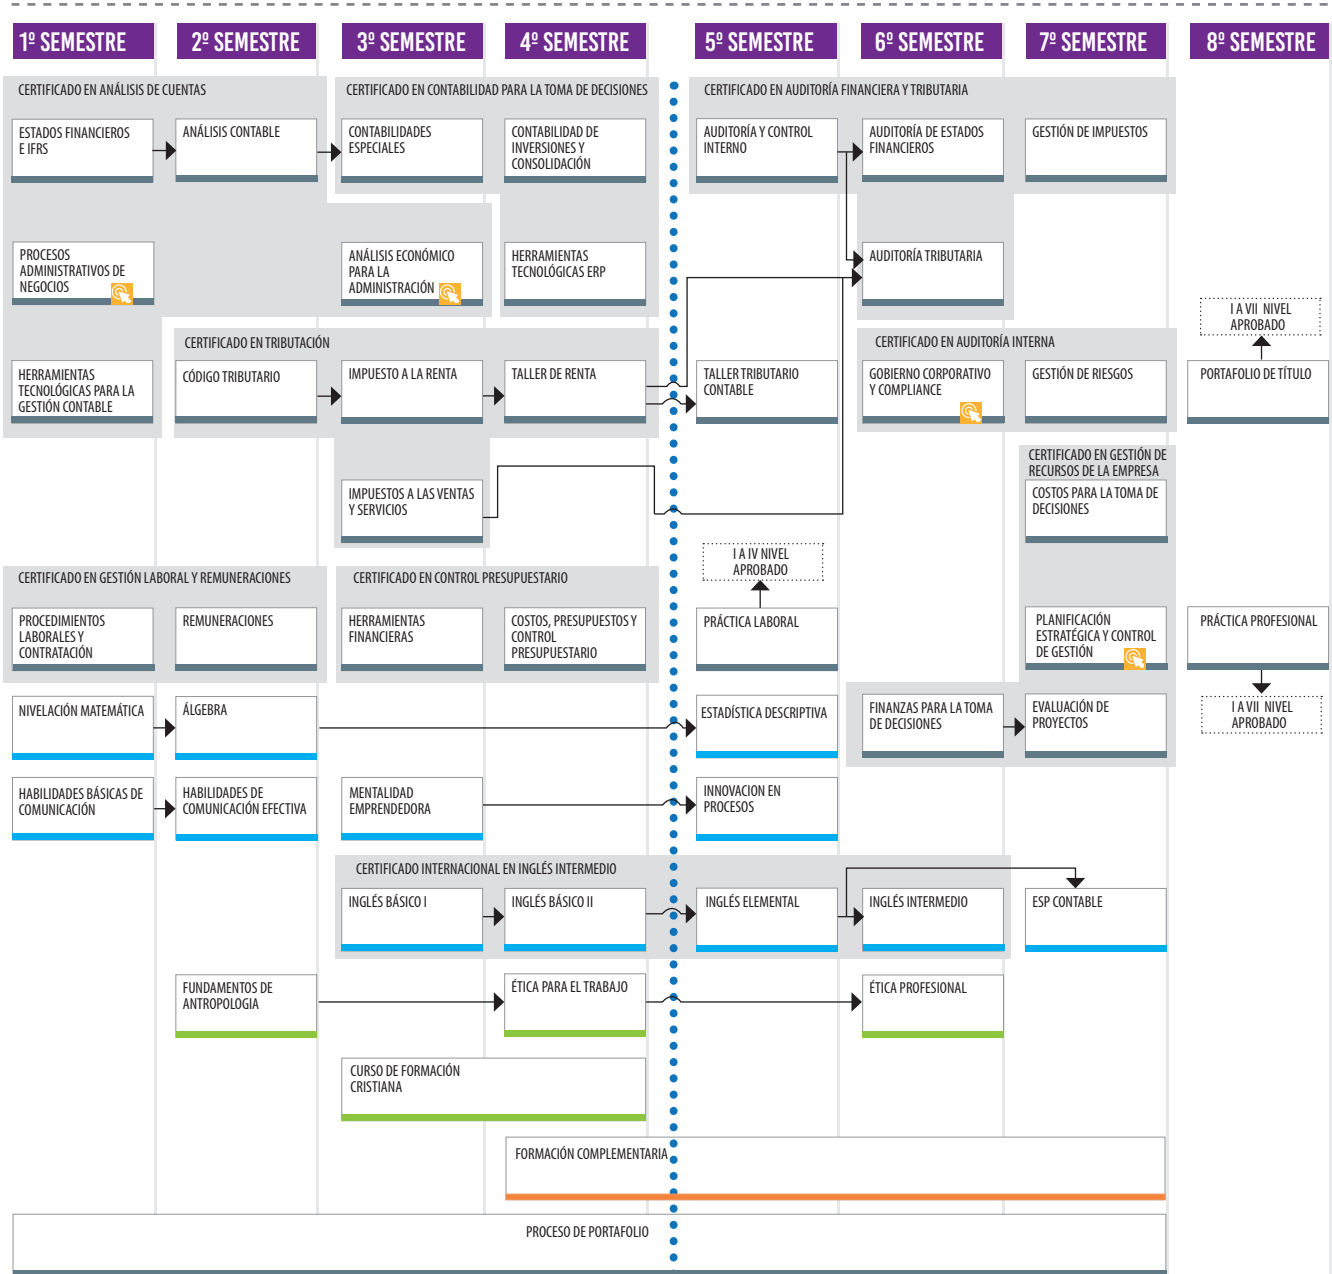 1º SEMESTRE
2º SEMESTRE
3º SEMESTRE
4º SEMESTRE
5º SEMESTRE
6º SEMESTRE
7º SEMESTRE
8º SEMESTRE
CERTIFICADO EN ANÁLISIS DE CUENTAS
CERTIFICADO EN CONTABILIDAD PARA LA TOMA DE DECISIONES
CERTIFICADO EN AUDITORÍA FINANCIERA Y TRIBUTARIA
ESTADOS FINANCIEROS
E IFRS
ANÁLISIS CONTABLE
CONTABILIDADES
ESPECIALES
CONTABILIDAD DE
INVERSIONES Y
CONSOLIDACIÓN
AUDITORÍA Y CONTROL
INTERNO
AUDITORÍA DE ESTADOS
FINANCIEROS
GESTIÓN DE IMPUESTOS
PROCESOS
ADMINISTRATIVOS DE
NEGOCIOS
ANÁLISIS ECONÓMICO
PARA LA
ADMINISTRACIÓN
HERRAMIENTAS
TECNOLÓGICAS ERP
AUDITORÍA TRIBUTARIA
I A VII NIVEL
APROBADO
CERTIFICADO EN TRIBUTACIÓN
CERTIFICADO EN AUDITORÍA INTERNA
HERRAMIENTAS
TECNOLÓGICAS PARA LA
GESTIÓN CONTABLE
CÓDIGO TRIBUTARIO
IMPUESTO A LA RENTA
TALLER DE RENTA
TALLER TRIBUTARIO
CONTABLE
GOBIERNO CORPORATIVO
Y COMPLIANCE
GESTIÓN DE RIESGOS
PORTAFOLIO DE TÍTULO
CERTIFICADO EN GESTIÓN DE
RECURSOS DE LA EMPRESA
IMPUESTOS A LAS VENTAS
Y SERVICIOS
COSTOS PARA LA TOMA DE
DECISIONES
I A IV NIVEL
APROBADO
CERTIFICADO EN GESTIÓN LABORAL Y REMUNERACIONES
CERTIFICADO EN CONTROL PRESUPUESTARIO
PROCEDIMIENTOS
LABORALES Y
CONTRATACIÓN
REMUNERACIONES
HERRAMIENTAS
FINANCIERAS
COSTOS, PRESUPUESTOS Y
CONTROL
PRESUPUESTARIO
PRÁCTICA LABORAL
PLANIFICACIÓN
ESTRATÉGICA Y CONTROL
DE GESTIÓN
PRÁCTICA PROFESIONAL
NIVELACIÓN MATEMÁTICA
ÁLGEBRA
ESTADÍSTICA DESCRIPTIVA
FINANZAS PARA LA TOMA
DE DECISIONES
EVALUACIÓN DE
PROYECTOS
I A VII NIVEL
APROBADO
HABILIDADES BÁSICAS DE
COMUNICACIÓN
HABILIDADES DE
COMUNICACIÓN EFECTIVA
MENTALIDAD
EMPRENDEDORA
INNOVACION EN
PROCESOS
CERTIFICADO INTERNACIONAL EN INGLÉS INTERMEDIO
INGLÉS BÁSICO I
INGLÉS BÁSICO II
INGLÉS ELEMENTAL
INGLÉS INTERMEDIO
ESP CONTABLE
FUNDAMENTOS DE
ANTROPOLOGIA
ÉTICA PARA EL TRABAJO
ÉTICA PROFESIONAL
CURSO DE FORMACIÓN
CRISTIANA
FORMACIÓN COMPLEMENTARIA
PROCESO DE PORTAFOLIO